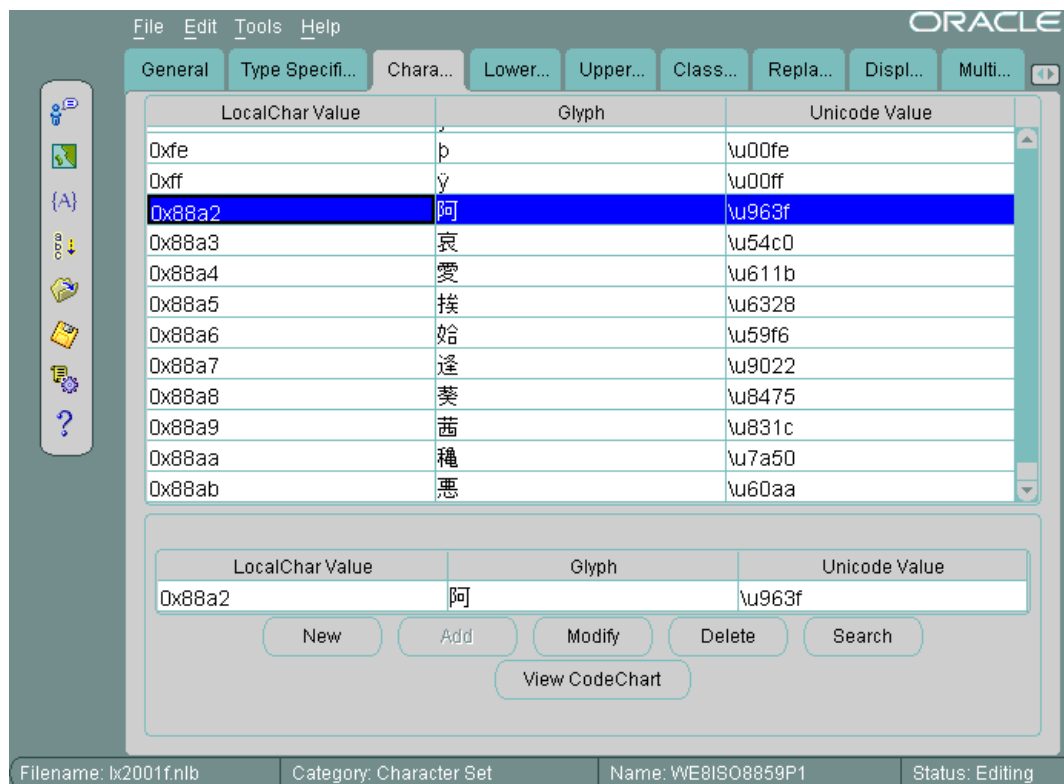 File Edit Tools Help
ORACLE
General Type Specifi... Chara... Lower... Upper... Class... Repla... Displ... Multi...
LocalChar Value Glyph Unicode Value
0xfe þ \u00fe
0xff ÿ \u00ff
0x88a2 阿 \u963f
0x88a3 哀 \u54c0
0x88a4 愛 \u611b
0x88a5 挨 \u6328
0x88a6 姶 \u59f6
0x88a7 逢 \u9022
0x88a8 葵 \u8475
0x88a9 茜 \u831c
0x88aa 穐 \u7a50
0x88ab 悪 \u60aa
LocalChar Value Glyph Unicode Value
0x88a2 阿 \u963f
New Add Modify Delete Search
View CodeChart
Filename: lx2001f.nlb Category: Character Set Name: WE8ISO8859P1 Status: Editing